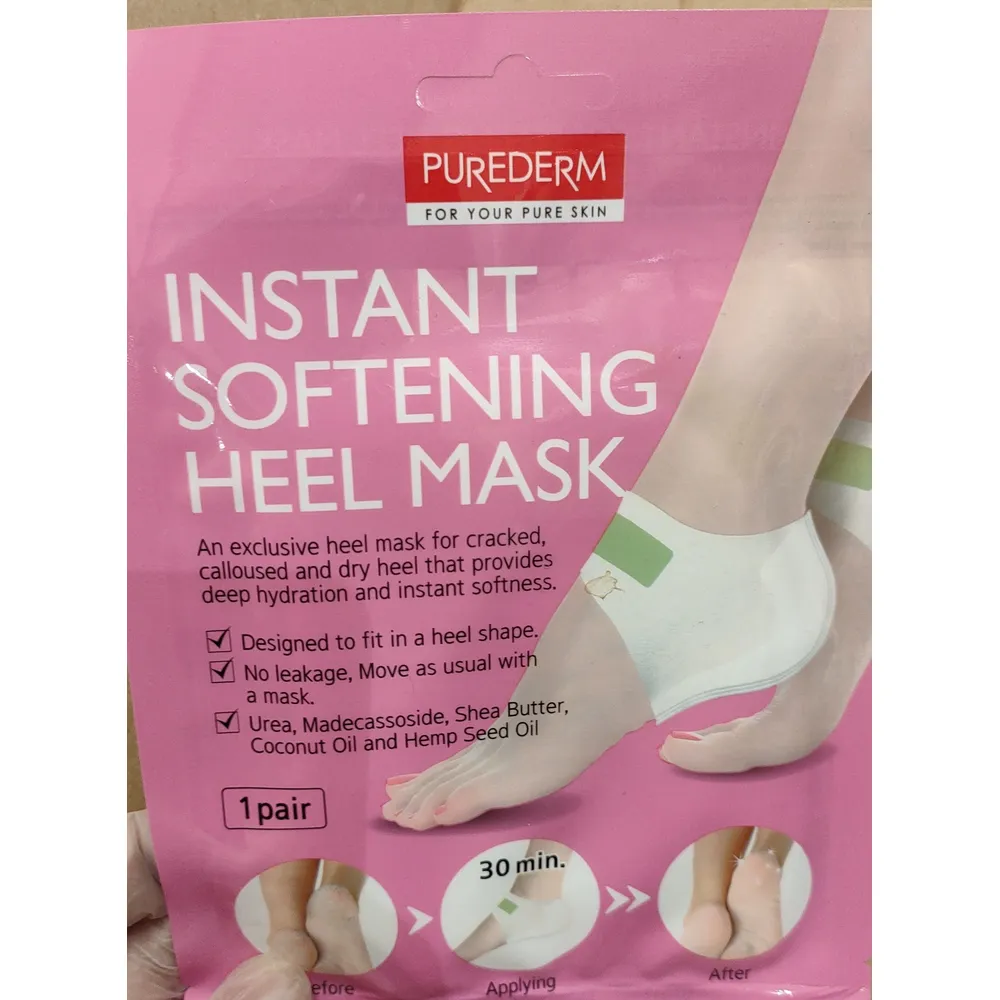 PUREDERM
FOR YOUR PURE SKIN
INSTANT
SOFTENING
HEEL MASK
An exclusive heel mask for cracked,
calloused and dry heel that provides
deep hydration and instant softness.
Designed to fit in a heel shape.
No leakage, Move as usual with
a mask.
Urea, Madecassoside, Shea Butter,
Coconut Oil and Hemp Seed Oil
1 pair
30 min.
efore
Applying
After